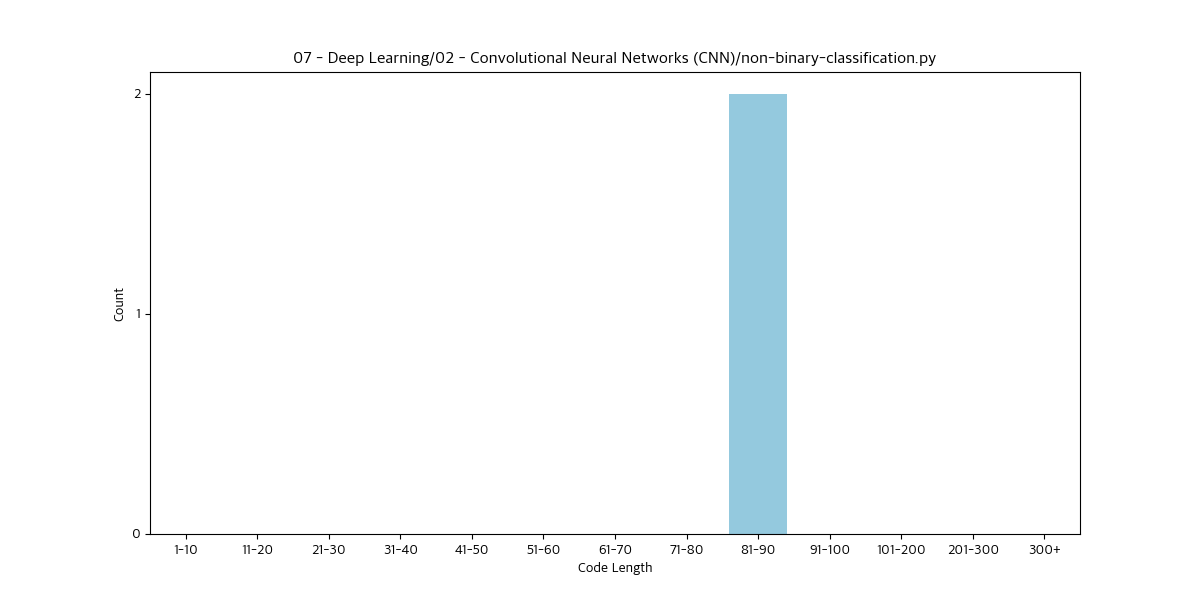 07 - Deep Learning/02 - Convolutional Neural Networks (CNN)/non-binary-classification.py
2
1
0
Count
1-10 11-20 21-30 31-40 41-50 51-60 61-70 71-80 81-90 91-100 101-200 201-300 300+
Code Length